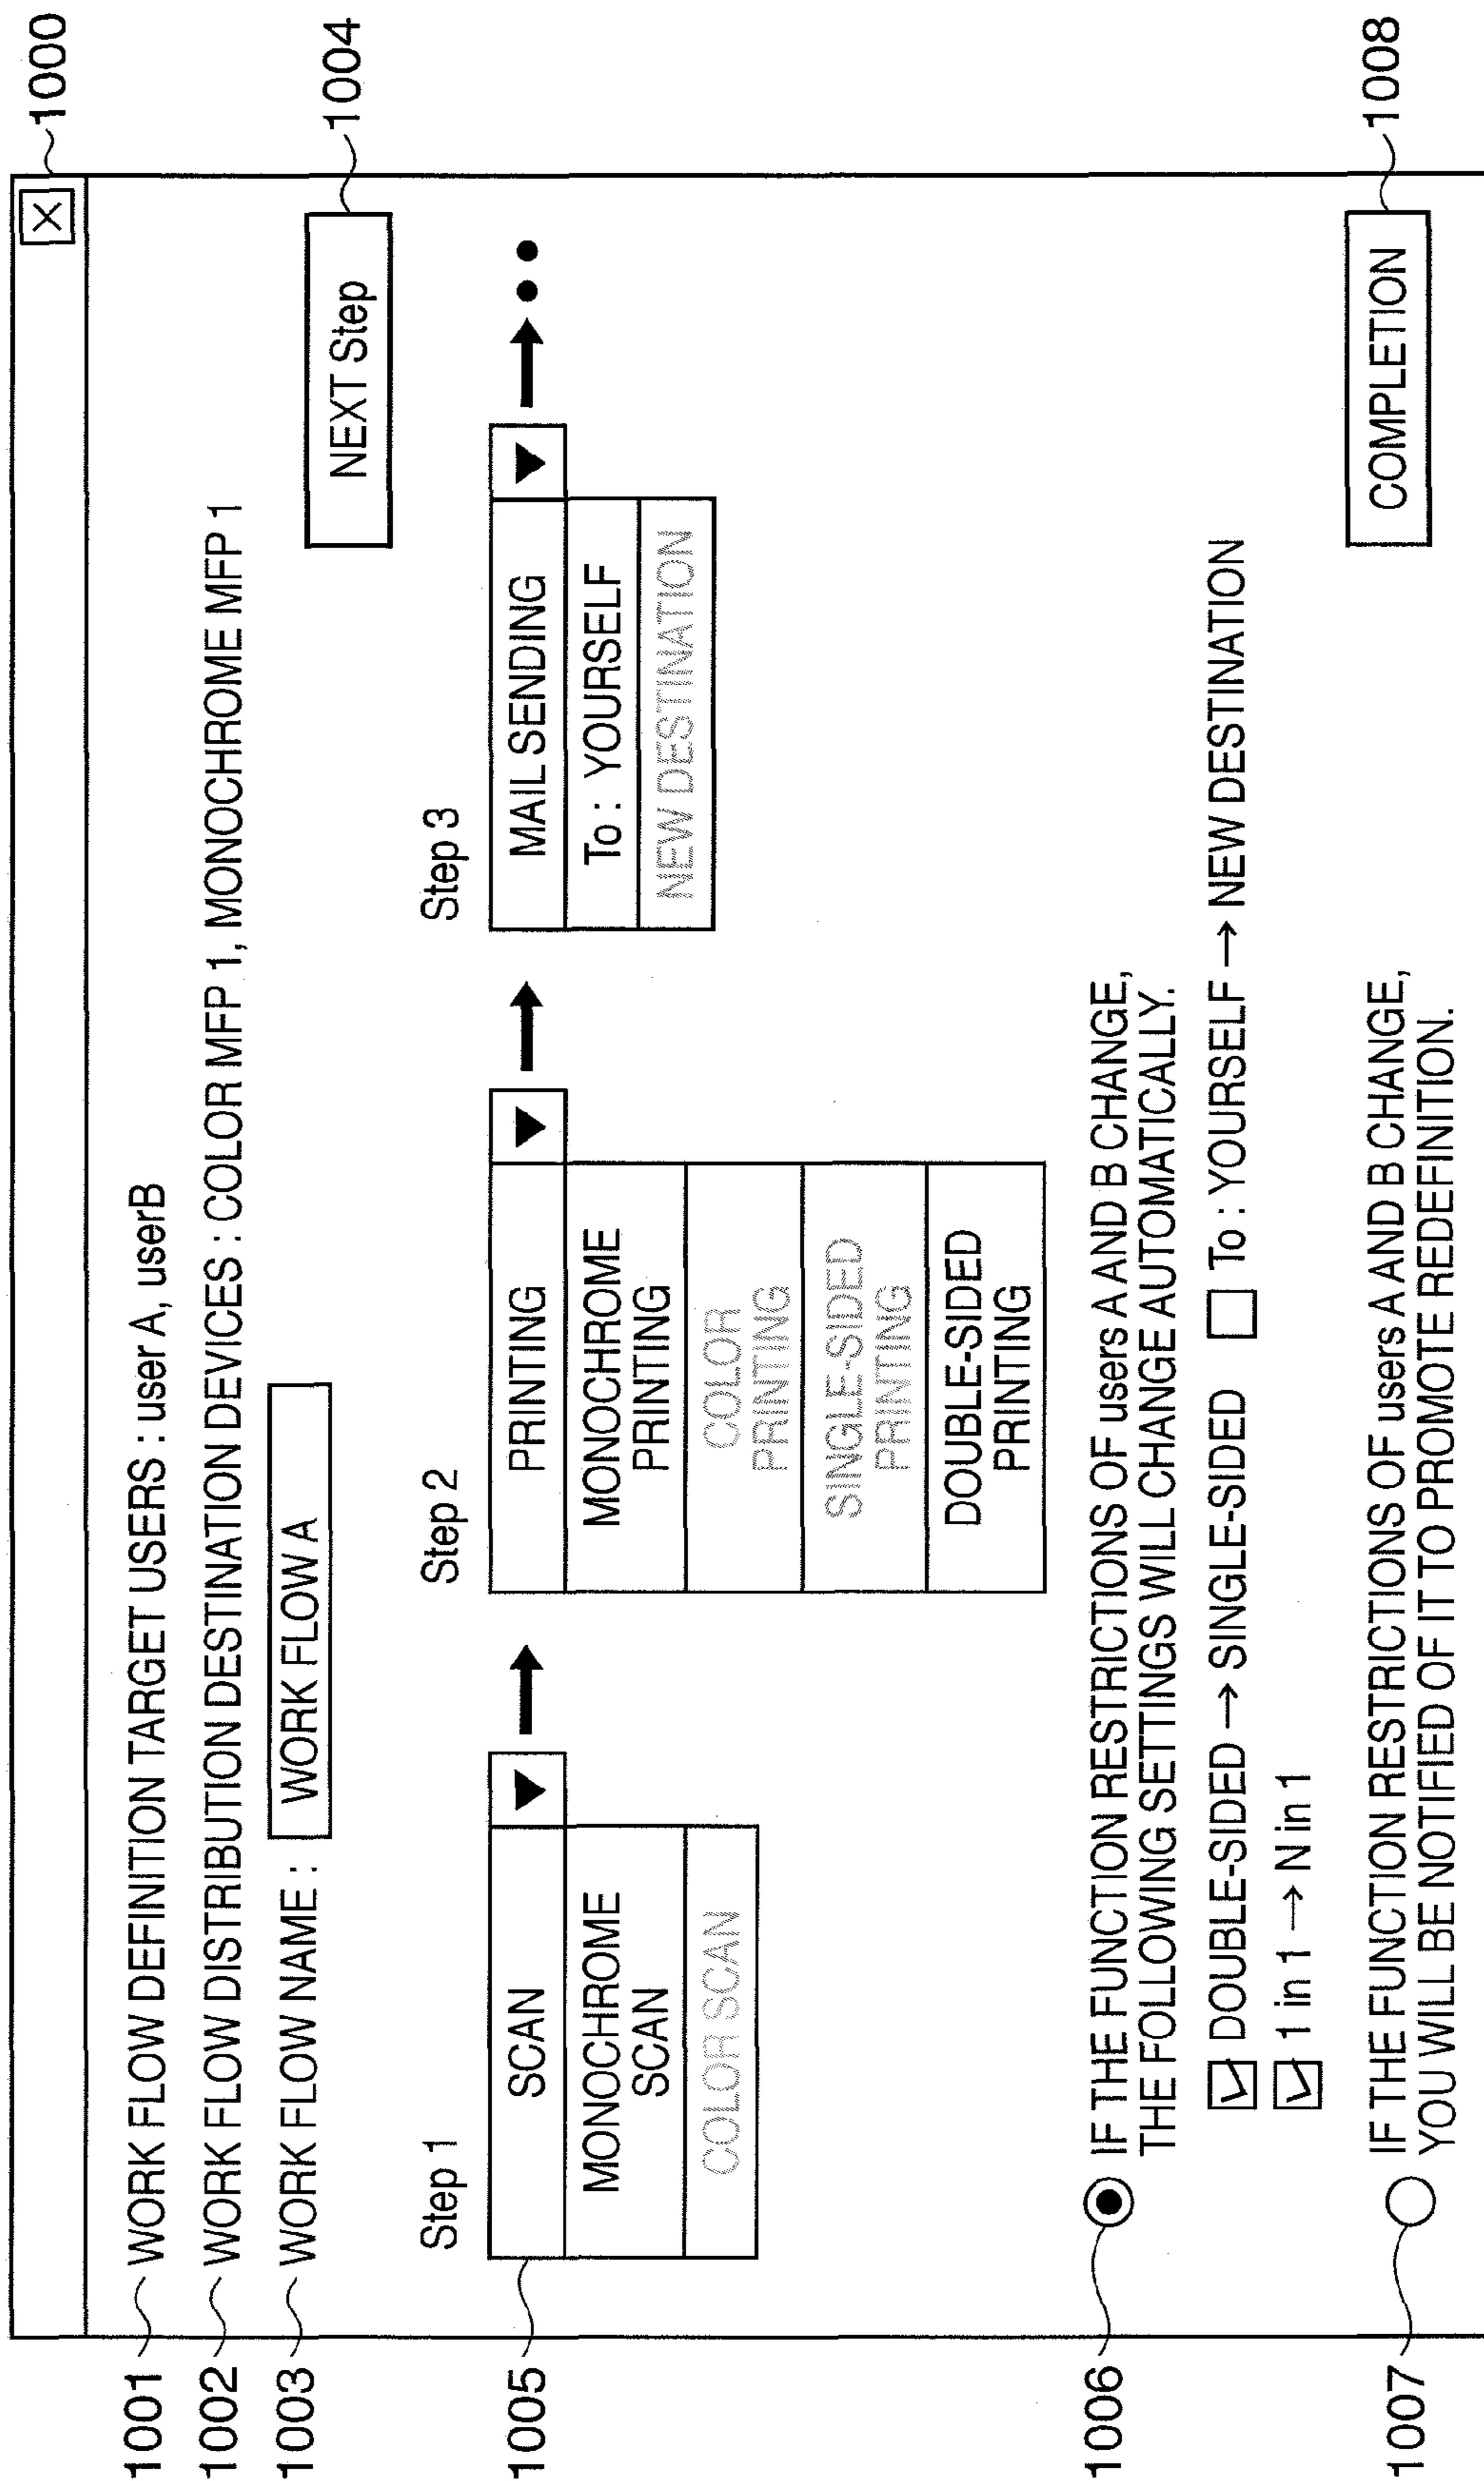 1000
X
1001
WORK FLOW DEFINITION TARGET USERS : user A, userB
1002
WORK FLOW DISTRIBUTION DESTINATION DEVICES : COLOR MFP 1, MONOCHROME MFP 1
1003
WORK FLOW NAME : WORK FLOW A
NEXT Step
1004
1005
Step 1
SCAN
MONOCHROME
SCAN
COLOR SCAN
Step 2
PRINTING
MONOCHROME
PRINTING
COLOR
PRINTING
SINGLE-SIDED
PRINTING
DOUBLE-SIDED
PRINTING
Step 3
MAIL SENDING
To : YOURSELF
NEW DESTINATION
1006
IF THE FUNCTION RESTRICTIONS OF users A AND B CHANGE,
THE FOLLOWING SETTINGS WILL CHANGE AUTOMATICALLY.
DOUBLE-SIDED → SINGLE-SIDED To : YOURSELF → NEW DESTINATION
1 in 1 → N in 1
1007
IF THE FUNCTION RESTRICTIONS OF users A AND B CHANGE,
YOU WILL BE NOTIFIED OF IT TO PROMOTE REDEFINITION.
COMPLETION
1008